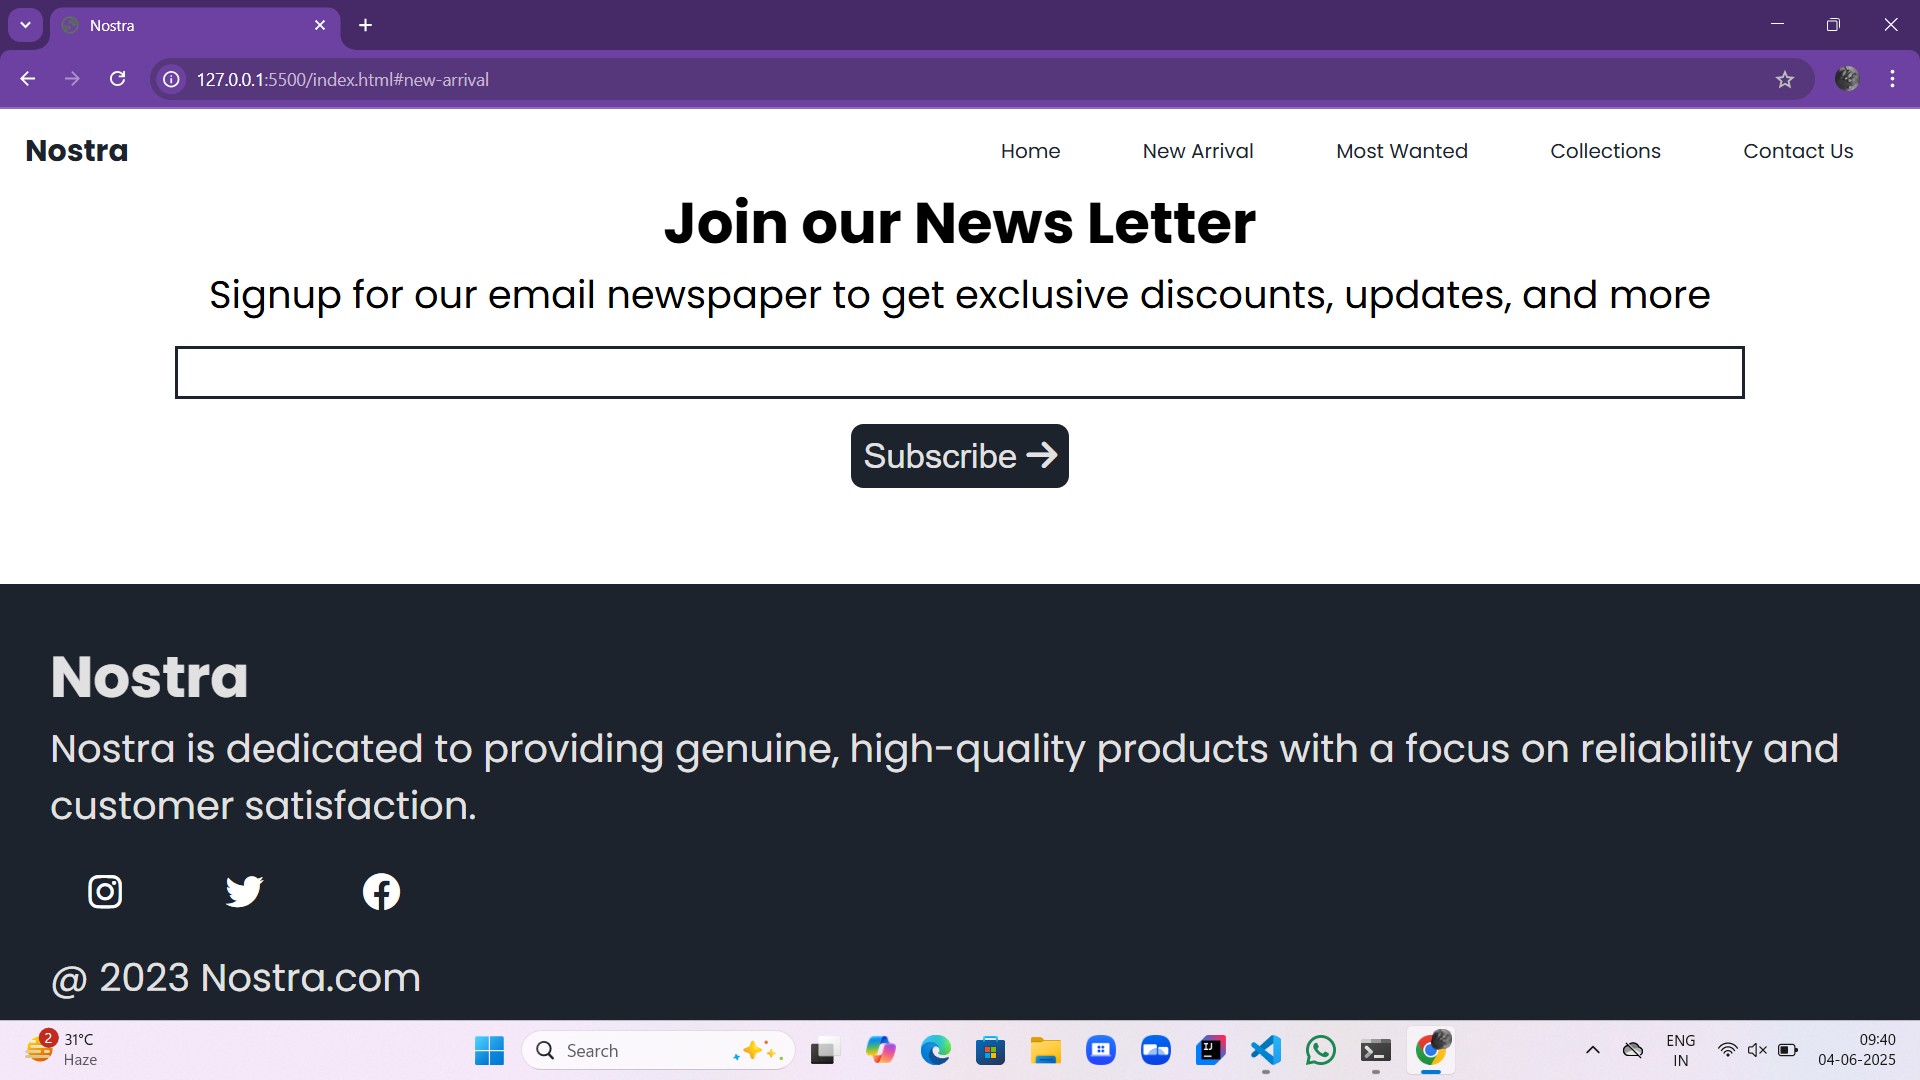 Nostra
127.0.0.1:5500/index.html#new-arrival
Nostra
Home New Arrival Most Wanted Collections Contact Us
Join our News Letter
Signup for our email newspaper to get exclusive discounts, updates, and more
Subscribe
Nostra
Nostra is dedicated to providing genuine, high-quality products with a focus on reliability and
customer satisfaction.
@ 2023 Nostra.com
2
31°C
Haze
Search
IJ
ENG
IN
09:40
04-06-2025